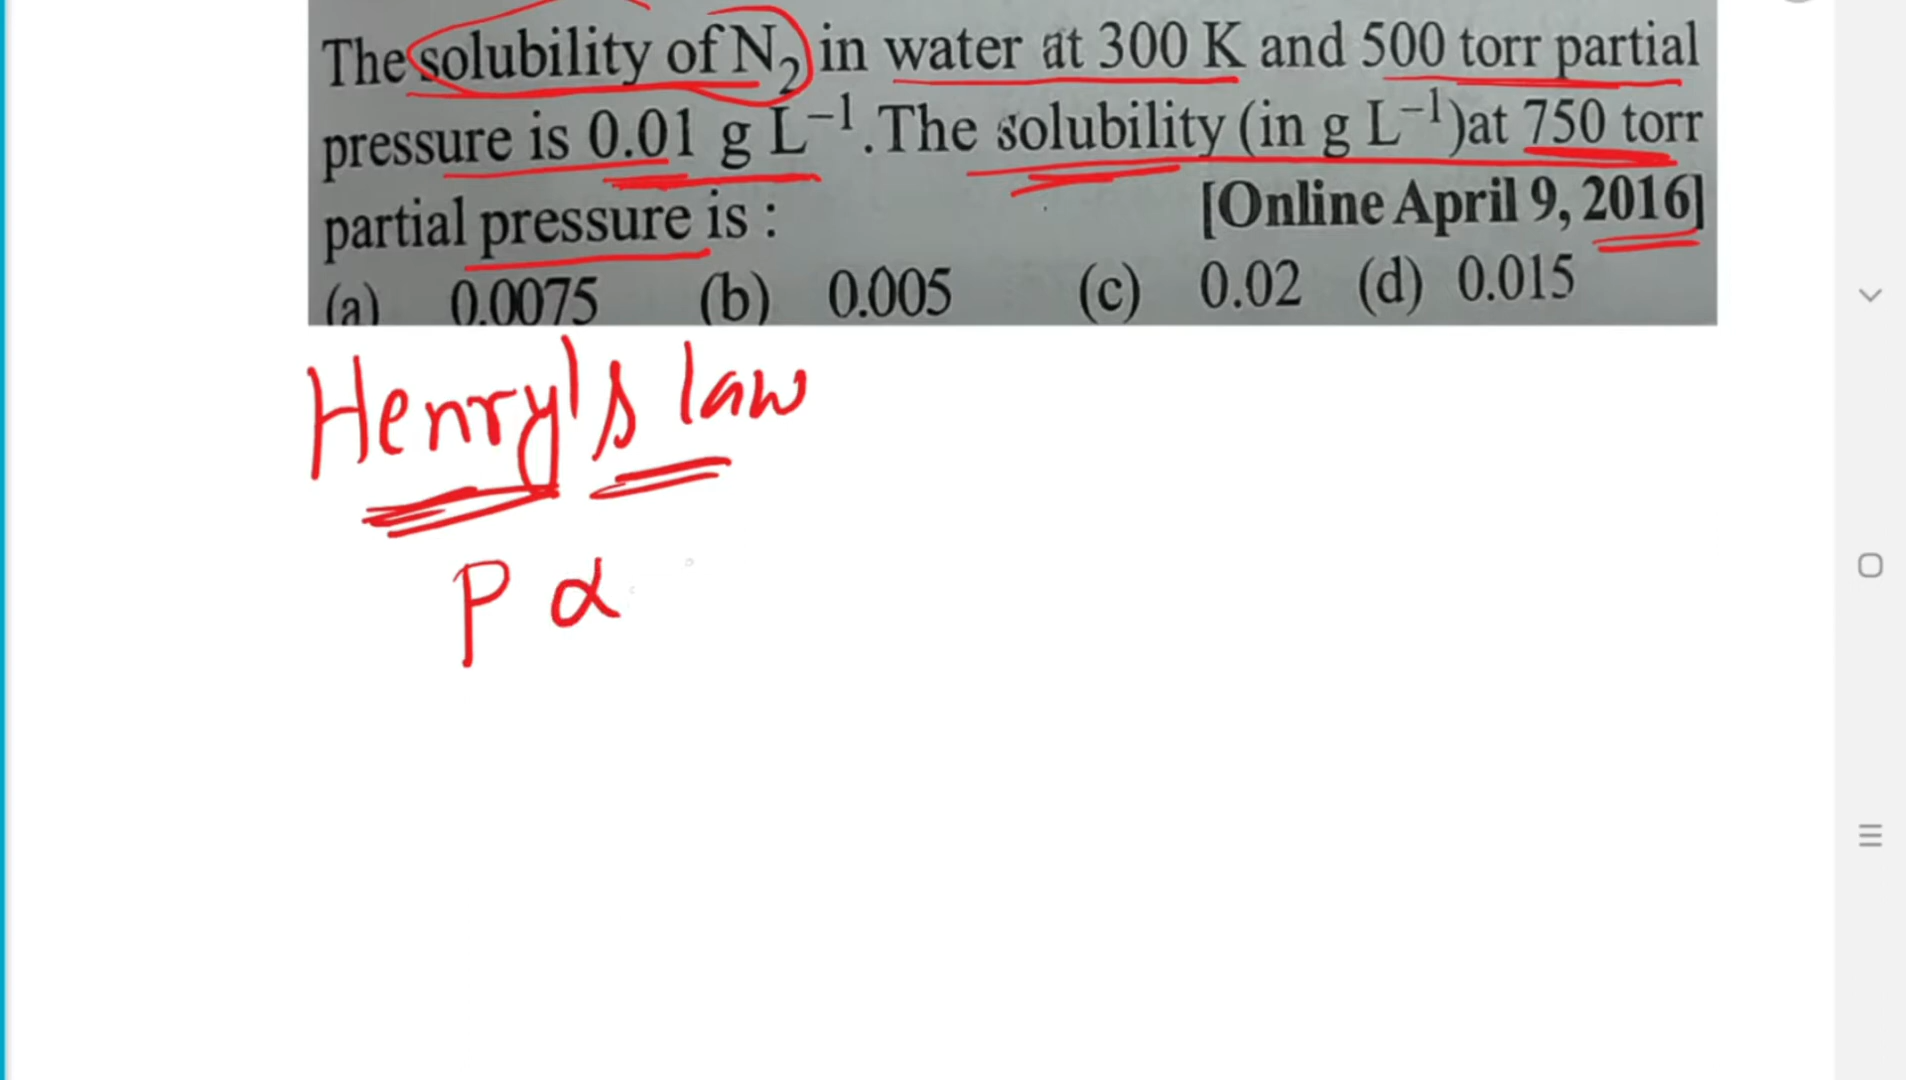 The solubility of N₂ in water at 300 K and 500 torr partial
pressure is 0.01 g L⁻¹. The solubility (in g L⁻¹)at 750 torr
partial pressure is : [Online April 9, 2016]
(a) 0.0075 (b) 0.005 (c) 0.02 (d) 0.015
Henry's law
P α